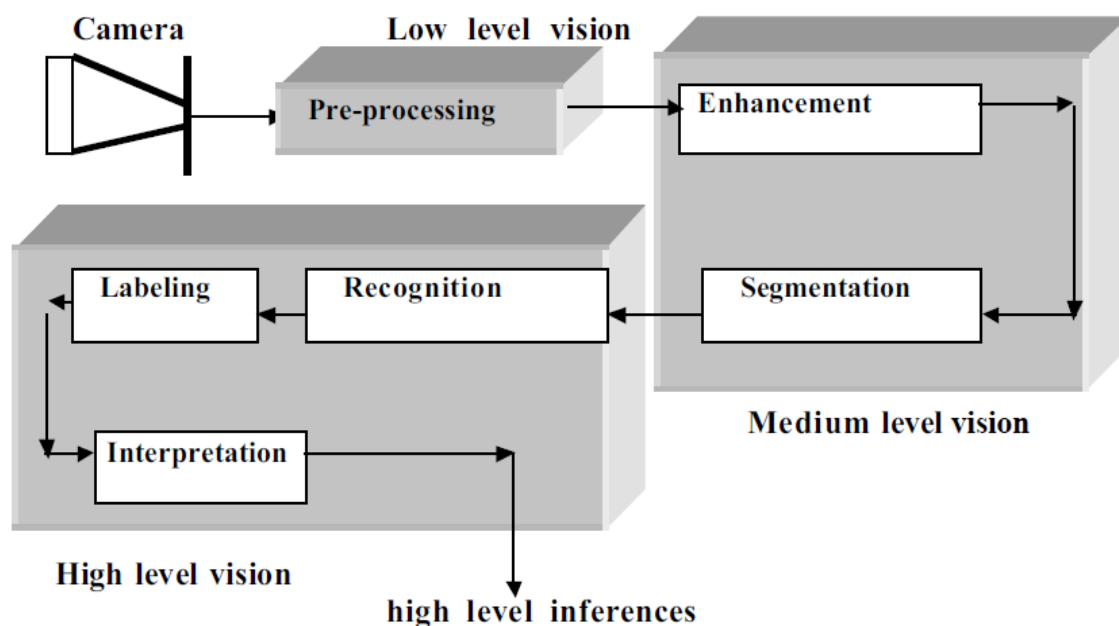 Camera
Low level vision
Pre-processing
Enhancement
Labeling
Recognition
Segmentation
Medium level vision
Interpretation
High level vision
high level inferences